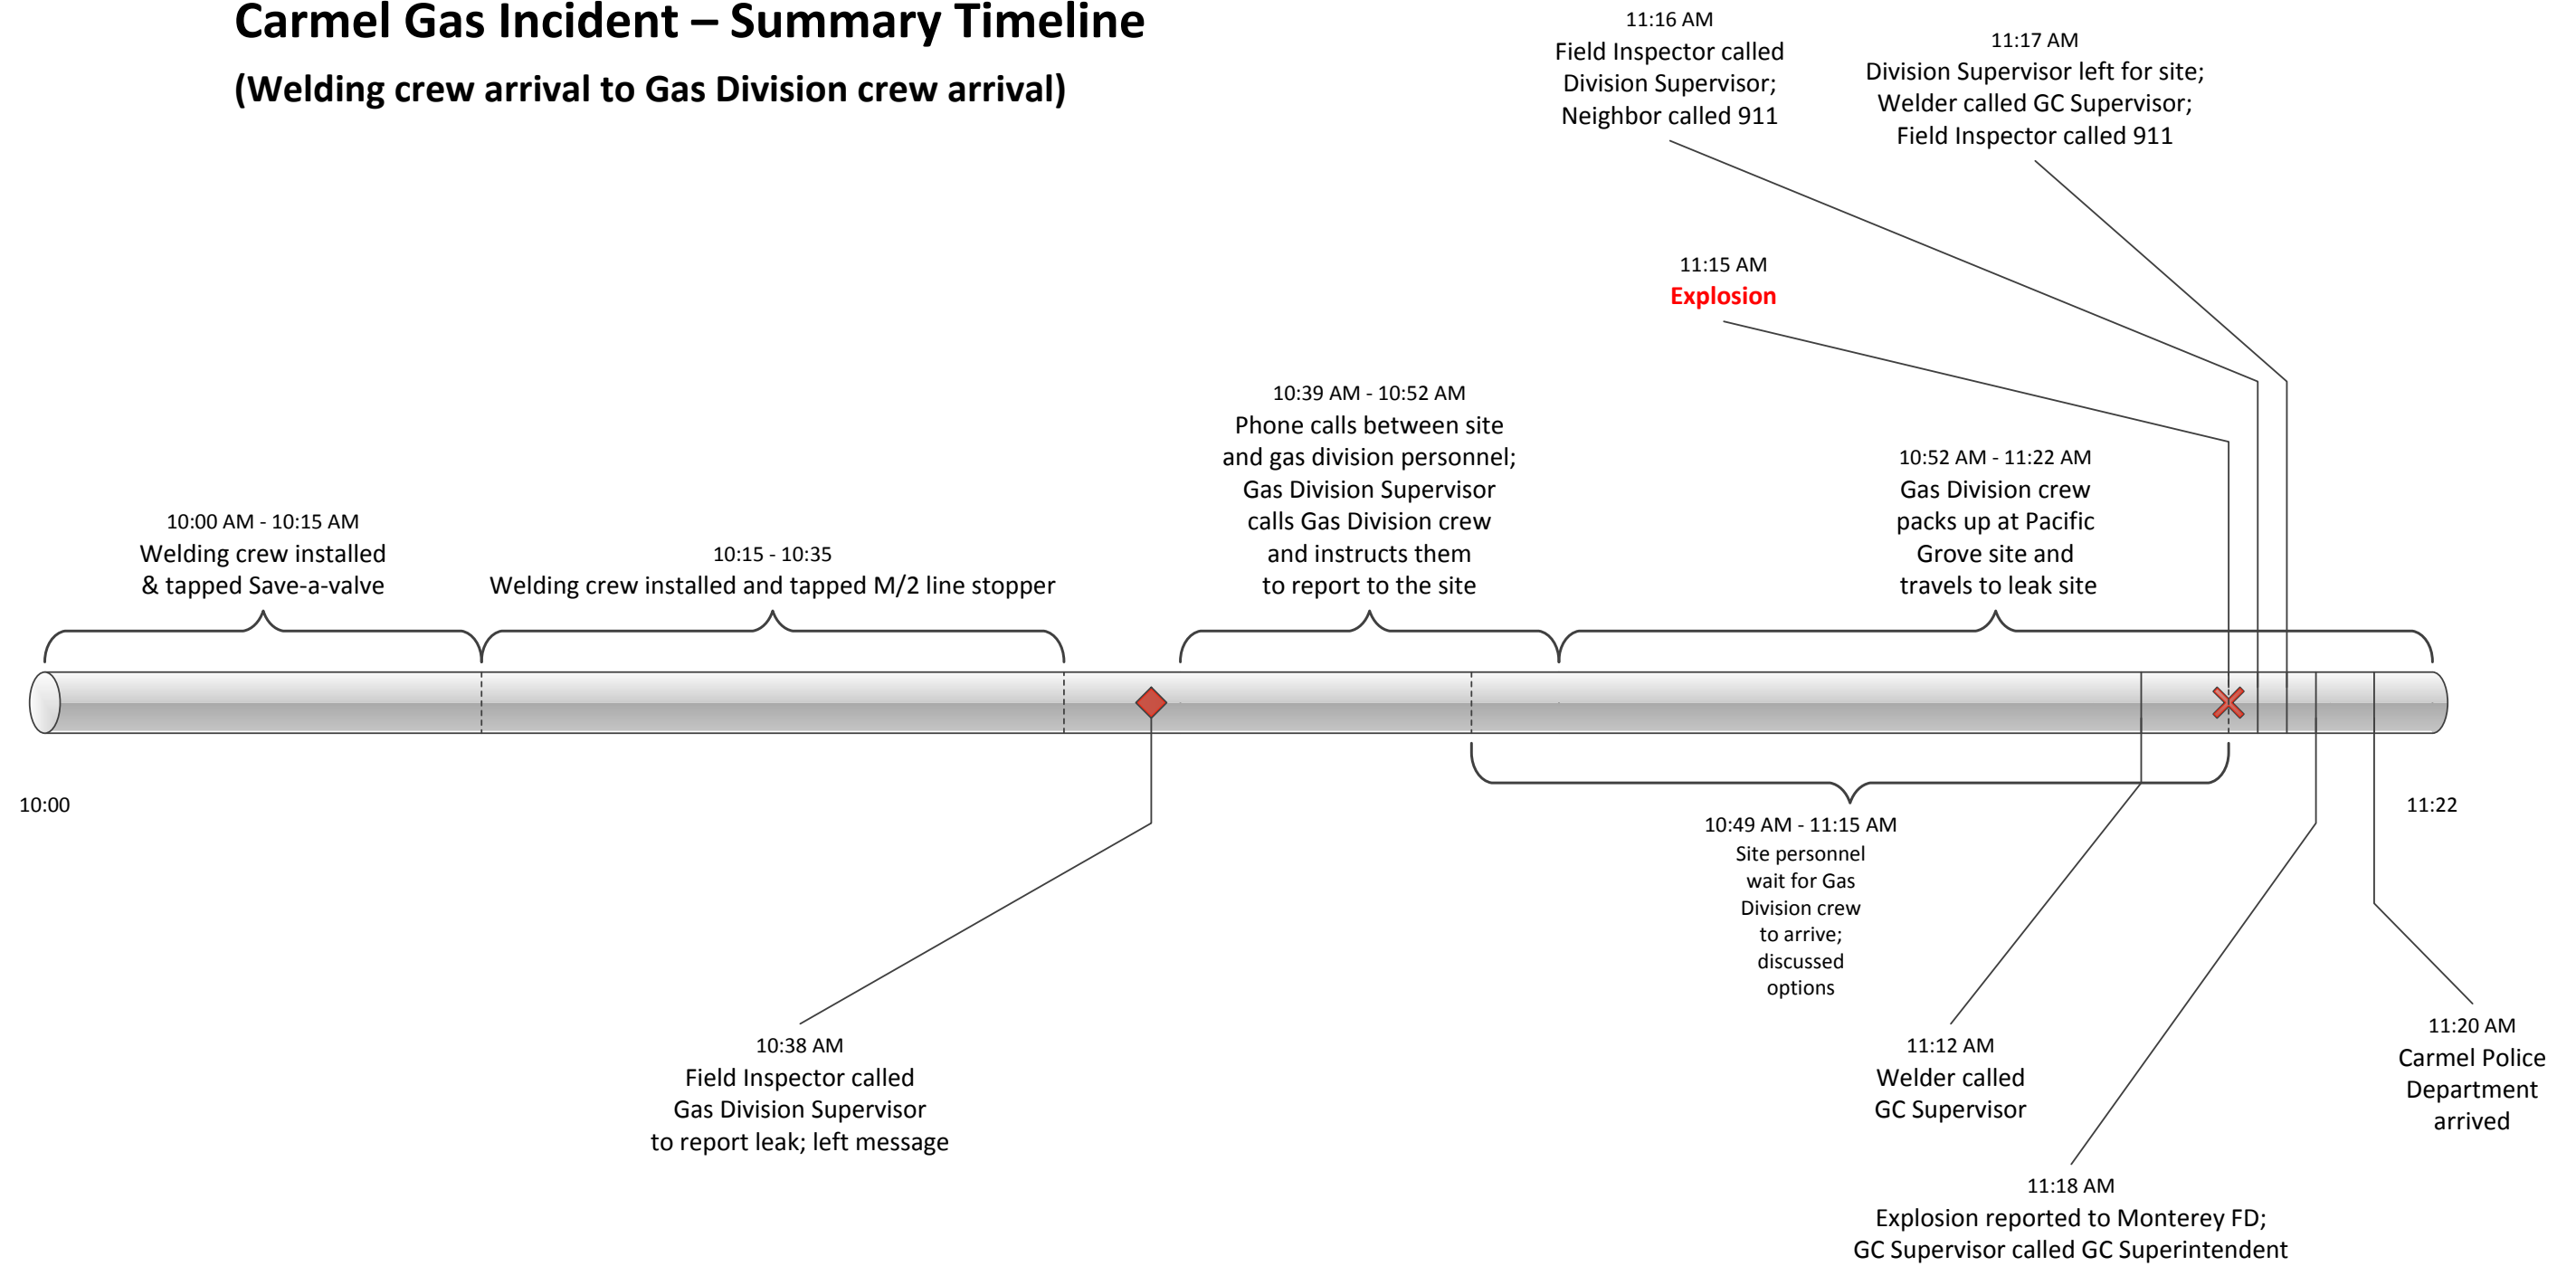 Carmel Gas Incident – Summary Timeline
(Welding crew arrival to Gas Division crew arrival)
11:16 AM
Field Inspector called
Division Supervisor;
Neighbor called 911
11:17 AM
Division Supervisor left for site;
Welder called GC Supervisor;
Field Inspector called 911
11:15 AM
Explosion
10:00 AM - 10:15 AM
Welding crew installed
& tapped Save-a-valve
10:15 - 10:35
Welding crew installed and tapped M/2 line stopper
10:39 AM - 10:52 AM
Phone calls between site
and gas division personnel;
Gas Division Supervisor
calls Gas Division crew
and instructs them
to report to the site
10:52 AM - 11:22 AM
Gas Division crew
packs up at Pacific
Grove site and
travels to leak site
10:00
11:22
10:38 AM
Field Inspector called
Gas Division Supervisor
to report leak; left message
10:49 AM - 11:15 AM
Site personnel
wait for Gas
Division crew
to arrive;
discussed
options
11:12 AM
Welder called
GC Supervisor
11:18 AM
Explosion reported to Monterey FD;
GC Supervisor called GC Superintendent
11:20 AM
Carmel Police
Department
arrived